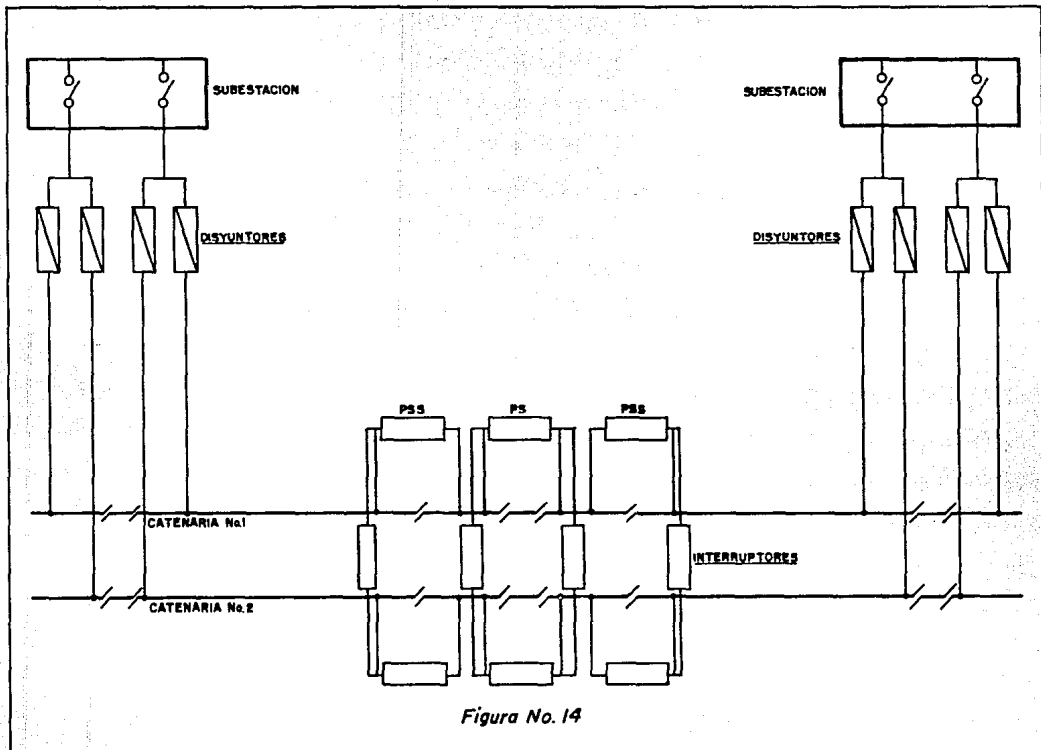 SUBESTACION
SUBESTACION
DISYUNTORES
DISYUNTORES
PSS
PS
PSS
CATENARIA No.1
INTERRUPTORES
CATENARIA No.2
Figura No. 14